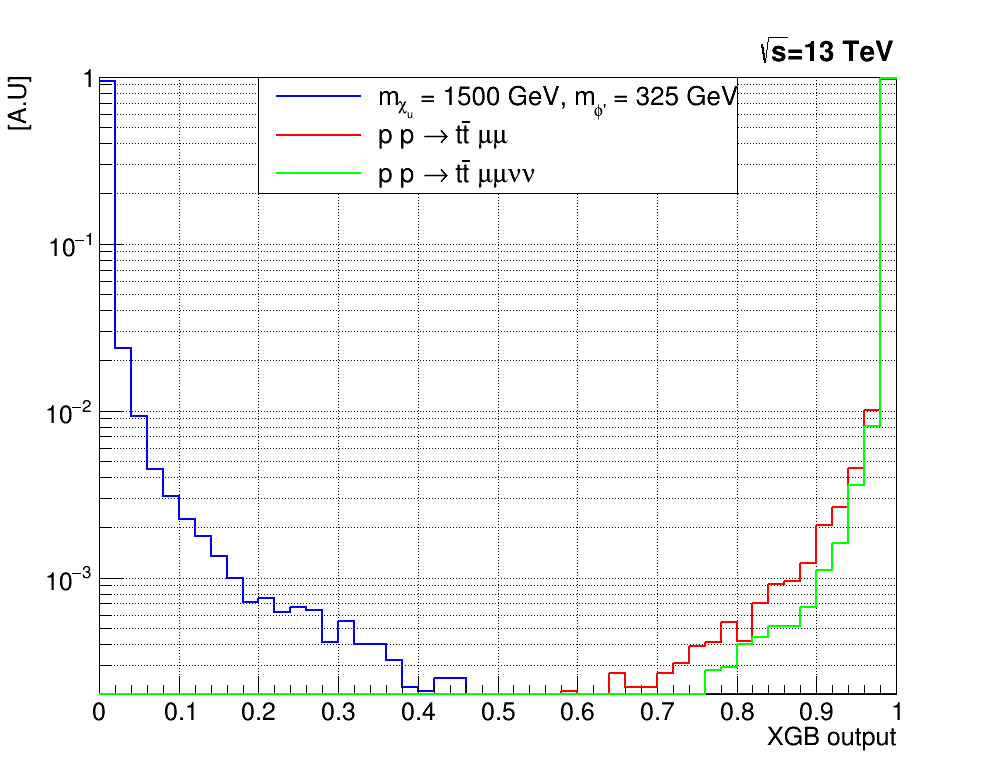 √s=13 TeV
[A.U]
m_χ_u = 1500 GeV, m_ϕ' = 325 GeV
p p → tt̄ μμ
p p → tt̄ μμνν
1
10⁻¹
10⁻²
10⁻³
0 0.1 0.2 0.3 0.4 0.5 0.6 0.7 0.8 0.9 1
XGB output